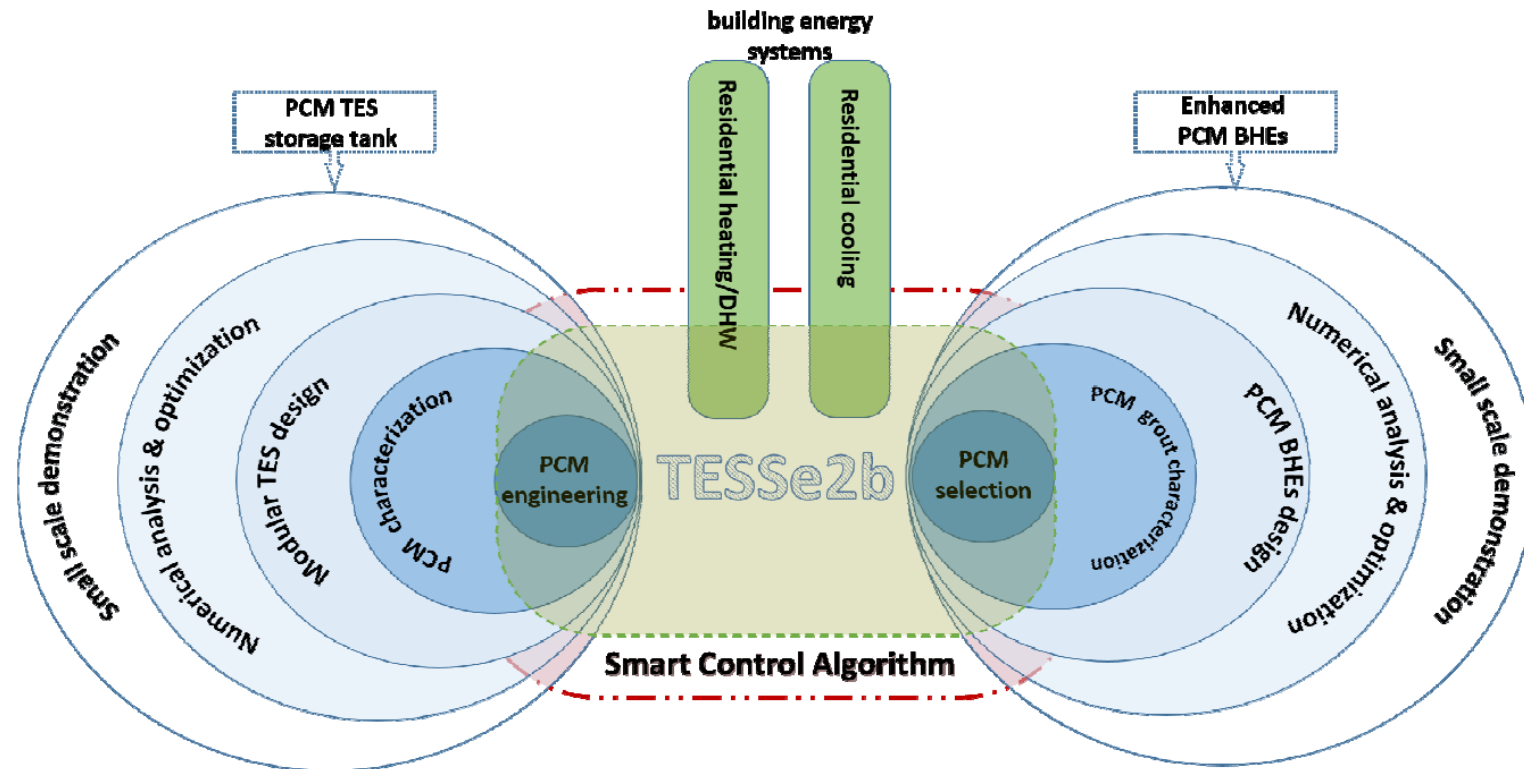 building energy
systems
PCM TES
storage tank
Enhanced
PCM BHEs
Residential heating/DHW
Residential cooling
Small scale demonstration
Numerical analysis & optimization
Modular TES design
PCM characterization
PCM
engineering
TESSe2b
PCM
selection
PCM grout characterization
PCM BHEs design
Numerical analysis & optimization
Small scale demonstration
Smart Control Algorithm